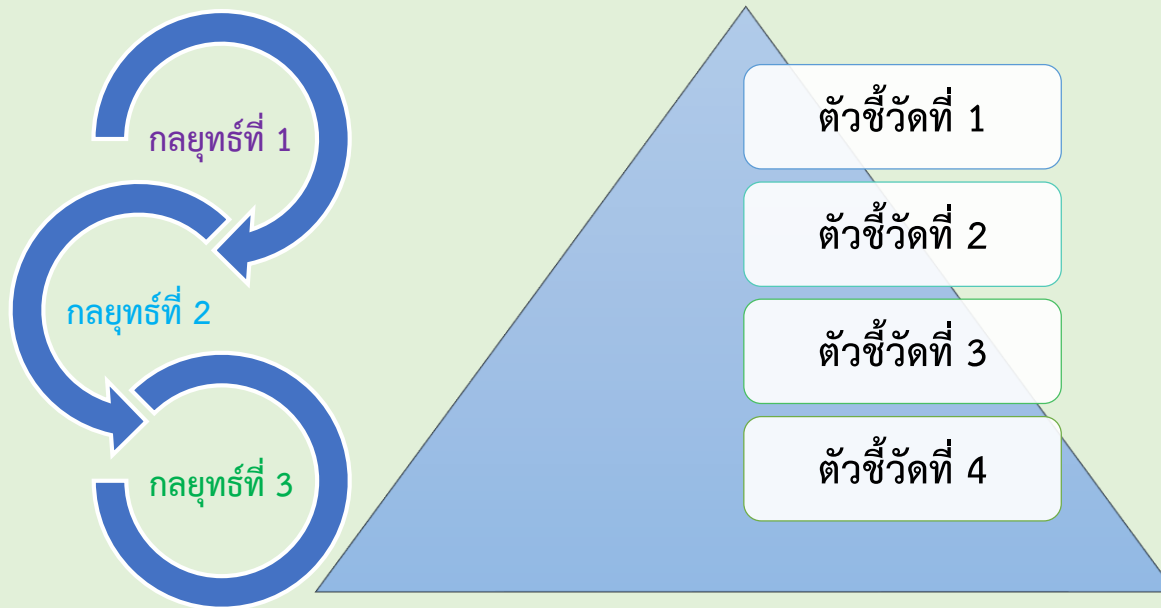 กลยุทธ์ที่ 1
กลยุทธ์ที่ 2
กลยุทธ์ที่ 3
ตัวชี้วัดที่ 1
ตัวชี้วัดที่ 2
ตัวชี้วัดที่ 3
ตัวชี้วัดที่ 4